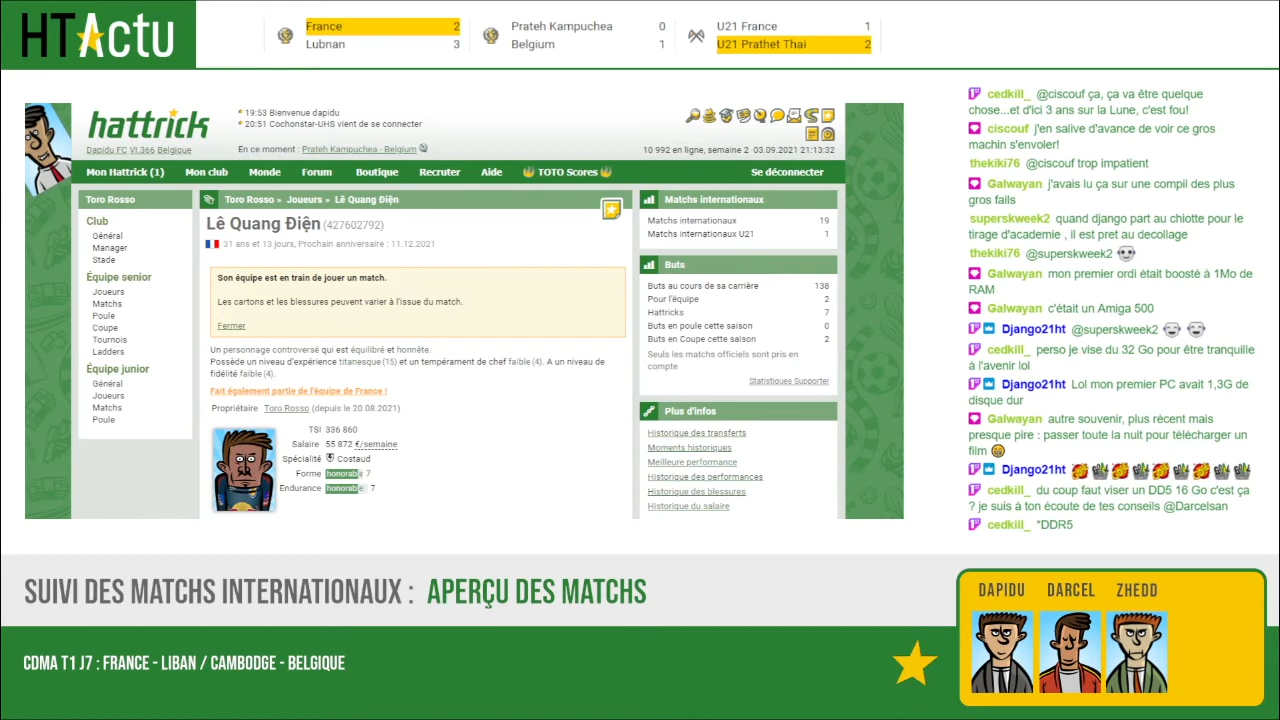 HTActu
France 2
Lubnan 3
Prateh Kampuchea 0
Belgium 1
U21 France 1
U21 Prathet Thai 2
hattrick
Dapidu FC VI.366 Belgique
19:53 Bienvenue dapidu
20:51 Cochonstar-UHS vient de se connecter
En ce moment : Prateh Kampuchea - Belgium
10 992 en ligne, semaine 2 03.09.2021 21:13:32
Mon Hattrick (1) Mon club Monde Forum Boutique Recruter Aide TOTO Scores Se déconnecter
Toro Rosso
Club
Général
Manager
Stade
Équipe senior
Joueurs
Matchs
Poule
Coupe
Tournois
Ladders
Équipe junior
Général
Joueurs
Matchs
Poule
Toro Rosso » Joueurs » Lê Quang Điện
Lê Quang Điện (427602792)
31 ans et 13 jours, Prochain anniversaire : 11.12.2021
Son équipe est en train de jouer un match.
Les cartons et les blessures peuvent varier à l'issue du match.
Fermer
Un personnage controversé qui est équilibré et honnête.
Possède un niveau d'expérience titanesque (15) et un tempérament de chef faible (4). A un niveau de
fidélité faible (4).
Fait également partie de l'équipe de France !
Propriétaire Toro Rosso (depuis le 20.08.2021)
TSI 336 860
Salaire 55 872 €/semaine
Spécialité Costaud
Forme honorable 7
Endurance honorable 7
Matchs internationaux
Matchs internationaux 19
Matchs internationaux U21 1
Buts
Buts au cours de sa carrière 138
Pour l'équipe 2
Hattricks 7
Buts en poule cette saison 0
Buts en Coupe cette saison 2
Seuls les matchs officiels sont pris en
compte
Statistiques Supporter
Plus d'infos
Historique des transferts
Moments historiques
Meilleure performance
Historique des performances
Historique des blessures
Historique du salaire
cedkill_ @ciscouf ça, ça va être quelque
chose...et d'ici 3 ans sur la Lune, c'est fou!
ciscouf j'en salive d'avance de voir ce gros
machin s'envoler!
thekiki76 @ciscouf trop impatient
Galwayan j'avais lu ça sur une compil des plus
gros fails
superskweek2 quand django part au chiotte pour le
tirage d'academie , il est pret au decollage
thekiki76 @superskweek2
Galwayan mon premier ordi était boosté à 1Mo de
RAM
Galwayan c'était un Amiga 500
Django21ht @superskweek2
cedkill_ perso je vise du 32 Go pour être tranquille
à l'avenir lol
Django21ht Lol mon premier PC avait 1,3G de
disque dur
Galwayan autre souvenir, plus récent mais
presque pire : passer toute la nuit pour télécharger un
film
Django21ht
cedkill_ du coup faut viser un DD5 16 Go c'est ça
? je suis à ton écoute de tes conseils @Darcelsan
cedkill_ *DDR5
SUIVI DES MATCHS INTERNATIONAUX : APERÇU DES MATCHS
CDMA T1 J7 : FRANCE - LIBAN / CAMBODGE - BELGIQUE
DAPIDU DARCEL ZHEDD